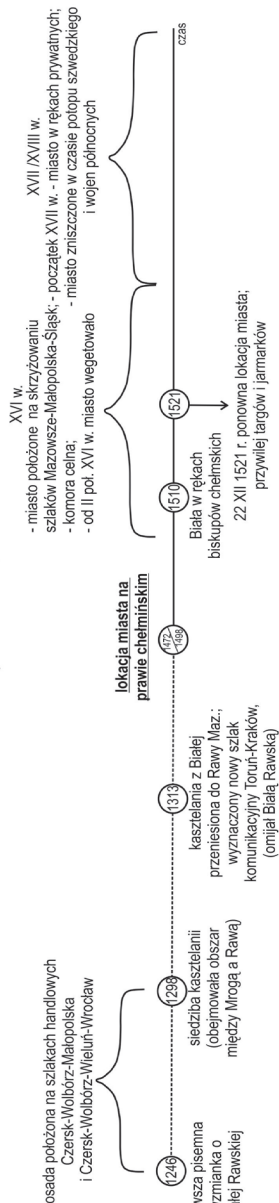 osada położona na szlakach handlowych
Czersk-Wolbórz-Małopolska
i Czersk-Wolbórz-Wieluń-Wrocław
1246
wsza pisemna
zmianka o
ałej Rawskiej
1298
siedziba kasztelanii
(obejmowała obszar
między Mrogą a Rawą)
1313
kasztelania z Białej
przeniesiona do Rawy Maz.;
wyznaczony nowy szlak
komunikacyjny Toruń-Kraków,
(omijał Białą Rawską)
lokacja miasta na
prawie chełmińskim
1472
1498
XVI w.
- miasto położone na skrzyżowaniu
szlaków Mazowsze-Małopolska-Śląsk;
- komora celna;
- od II poł. XVI w. miasto wegetowało
1510
Biała w rękach
biskupów chełmskich
1521
22 XII 1521 r. ponowna lokacja miasta;
przywilej targów i jarmarków
XVII /XVIII w.
- początek XVII w. - miasto w rękach prywatnych;
- miasto zniszczone w czasie potopu szwedzkiego
i wojen północnych
czas